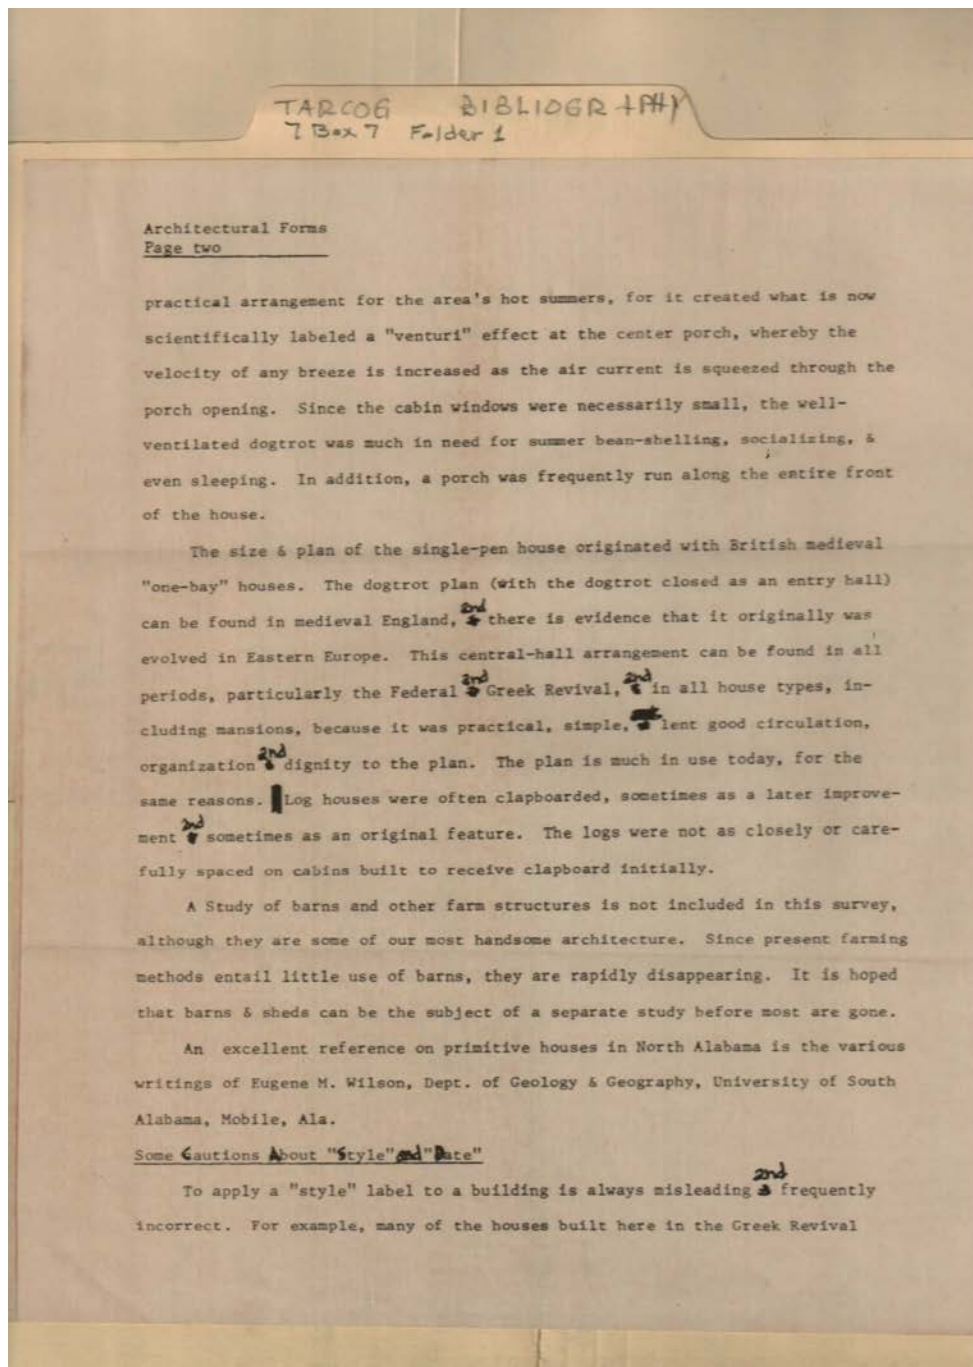 TARCOG BIBLIOGRAPHY
7 Box 7 Folder 1
Architectural Forms
Page two
practical arrangement for the area's hot summers, for it created what is now
scientifically labeled a "venturi" effect at the center porch, whereby the
velocity of any breeze is increased as the air current is squeezed through the
porch opening. Since the cabin windows were necessarily small, the well-
ventilated dogtrot was much in need for summer bean-shelling, socializing, &
even sleeping. In addition, a porch was frequently run along the entire front
of the house.
The size & plan of the single-pen house originated with British medieval
"one-bay" houses. The dogtrot plan (with the dogtrot closed as an entry hall)
can be found in medieval England, and there is evidence that it originally was
evolved in Eastern Europe. This central-hall arrangement can be found in all
periods, particularly the Federal and Greek Revival, and in all house types, in-
cluding mansions, because it was practical, simple, lent good circulation,
organization and dignity to the plan. The plan is much in use today, for the
same reasons. Log houses were often clapboarded, sometimes as a later improve-
ment and sometimes as an original feature. The logs were not as closely or care-
fully spaced on cabins built to receive clapboard initially.
A Study of barns and other farm structures is not included in this survey,
although they are some of our most handsome architecture. Since present farming
methods entail little use of barns, they are rapidly disappearing. It is hoped
that barns & sheds can be the subject of a separate study before most are gone.
An excellent reference on primitive houses in North Alabama is the various
writings of Eugene M. Wilson, Dept. of Geology & Geography, University of South
Alabama, Mobile, Ala.
Some Cautions About "Style" and "Date"
To apply a "style" label to a building is always misleading and frequently
incorrect. For example, many of the houses built here in the Greek Revival